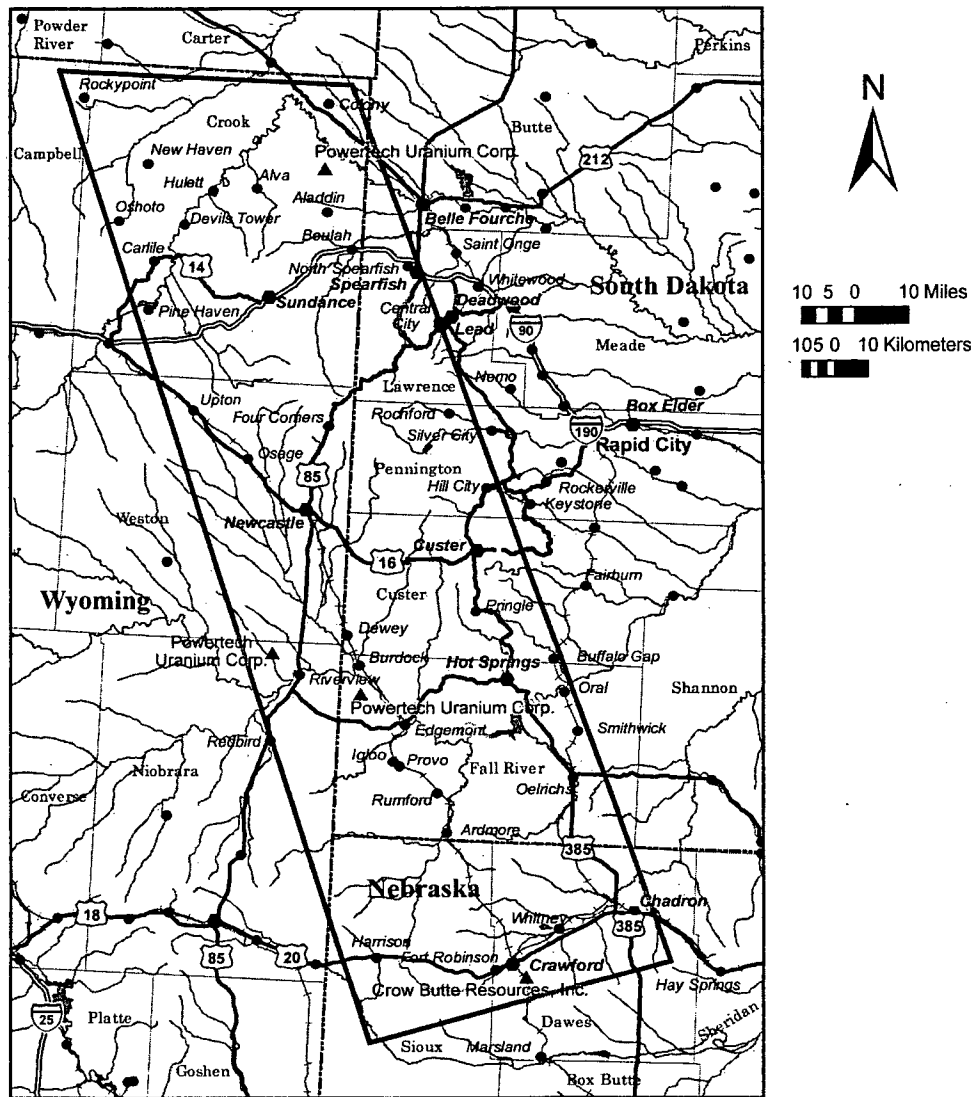 Powder
River
Carter
Perkins
Rockypoint
Colony
N
Crook
Butte
Campbell
New Haven
Powertech Uranium Corp.
212
Hulett
Alva
Aladdin
Oshoto
Devils Tower
Belle Fourche
Beulah
Carlile
Saint Onge
14
North Spearfish
Spearfish
Whitewood
South Dakota
Sundance
Deadwood
10 5 0 10 Miles
Pine Haven
Central
City
Lead
90
105 0 10 Kilometers
Meade
Lawrence
Nemo
Upton
Four Corners
Rochford
Box Elder
Silver City
190
Rapid City
Osage
85
Pennington
Hill City
Rockerville
Keystone
Weston
Newcastle
16
Custer
Fairburn
Wyoming
Custer
Pringle
Dewey
Powertech
Uranium Corp.
Burdock
Hot Springs
Buffalo Gap
Riverview
Oral
Shannon
Powertech Uranium Corp.
Redbird
Edgemont
Smithwick
Igloo
Provo
Niobrara
Fall River
Converse
Rumford
Oelrichs
Ardmore
385
Nebraska
Chadron
18
Whitney
385
Harrison
85
20
Fort Robinson
Crawford
Crow Butte Resources, Inc.
Hay Springs
25
Platte
Dawes
Sheridan
Sioux
Marsland
Goshen
Box Butte